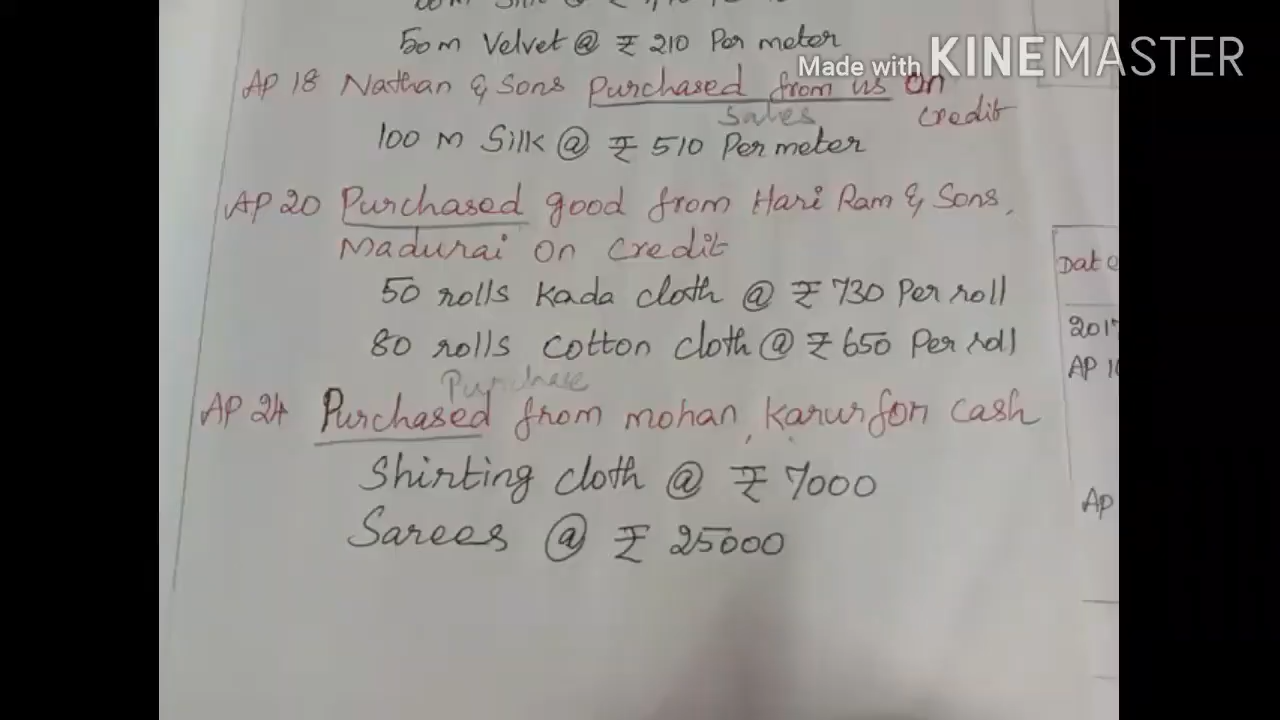 50m Velvet @ ₹ 210 Per meter
Made with KINEMASTER
AP 18 Nathan & Sons Purchased from us on
Sales credit
100 m Silk @ ₹ 510 Per meter
AP 20 Purchased good from Hari Ram & Sons,
Madurai on credit
50 rolls Kada cloth @ ₹ 730 Per roll
80 rolls cotton cloth @ ₹ 650 Per roll
Purchase
AP 24 Purchased from mohan, Karur for cash
Shirting cloth @ ₹ 7000
Sarees @ ₹ 25000
Date
2017
AP
AP